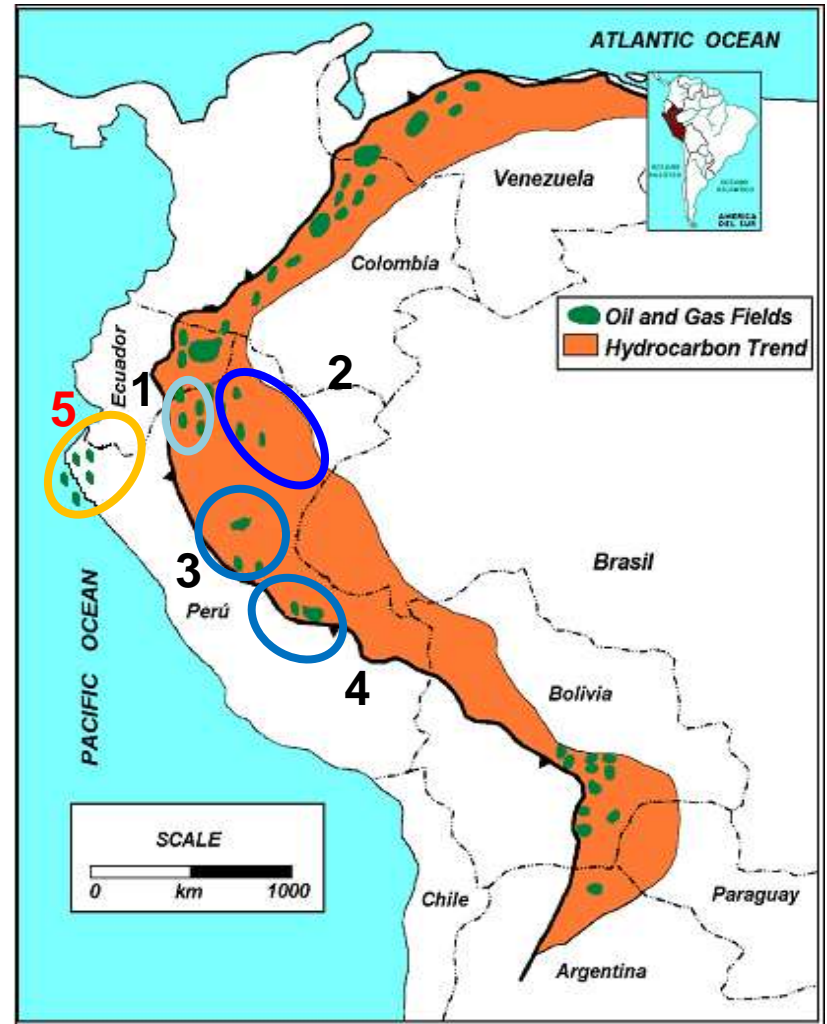 ATLANTIC OCEAN
AMERICA
DEL SUR
Venezuela
Colombía
Oil and Gas Fields
Hydrocarbon Trend
Ecuador
1
2
5
Brasil
3
Perú
4
PACIFIC OCEAN
Bolivia
SCALE
0 km 1000
Chile
Paraguay
Argentina